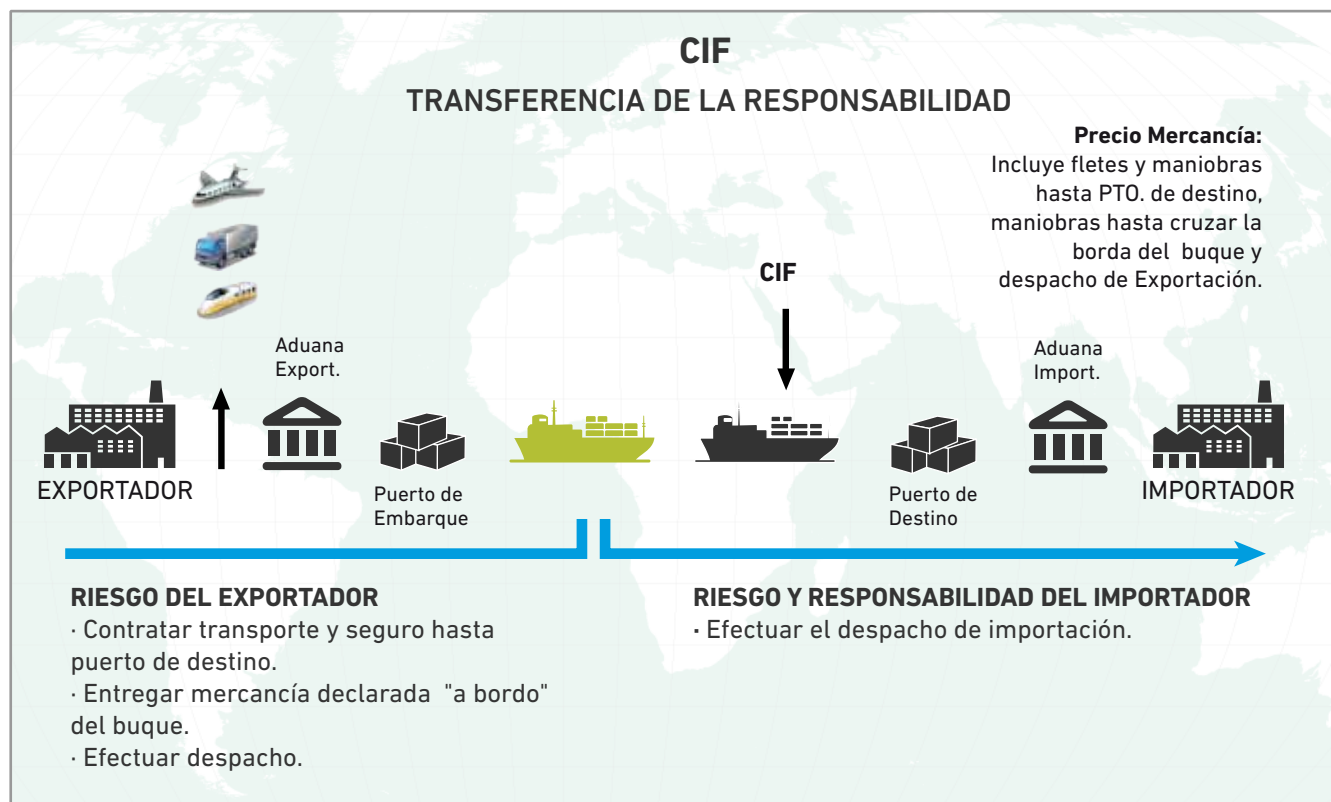 CIF
TRANSFERENCIA DE LA RESPONSABILIDAD
Precio Mercancía:
Incluye fletes y maniobras
hasta PTO. de destino,
maniobras hasta cruzar la
borda del buque y
despacho de Exportación.
CIF
Aduana
Export.
Aduana
Import.
EXPORTADOR
Puerto de
Embarque
Puerto de
Destino
IMPORTADOR
RIESGO DEL EXPORTADOR
· Contratar transporte y seguro hasta
puerto de destino.
· Entregar mercancía declarada "a bordo"
del buque.
· Efectuar despacho.
RIESGO Y RESPONSABILIDAD DEL IMPORTADOR
· Efectuar el despacho de importación.